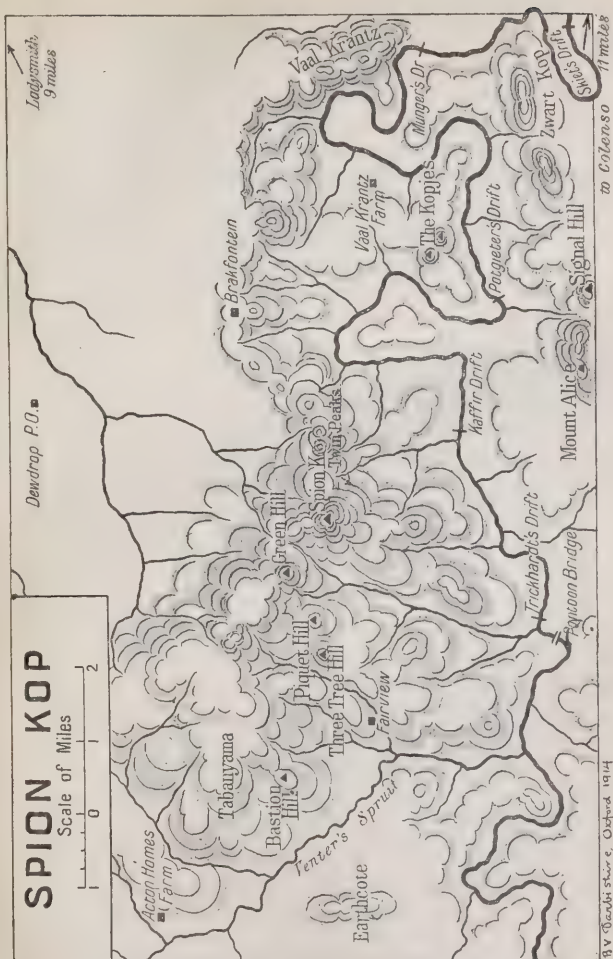 SPION KOP
Scale of Miles
1 0 1 2
Dewdrop P.O.
Ladysmith
9 miles
Acton Homes
Farm
Tabanyama
Bastion
Hill
Green Hill
Piquet Hill
Three Tree Hill
Fairview
Spion Kop
Twin Peaks
Brakfontein
Vaal Krantz
Vaal Krantz
Farm
Munger's Dr.
The Kopjes
Potgieter's Drift
Skiet's Drift
Zwart Kop
Signal Hill
Mount Alice
Kaffir Drift
Trickhardt's Drift
Pontoon Bridge
Venter's Spruit
Earthcote
to Colenso 11 miles
BV Darbishire, Oxford 1914